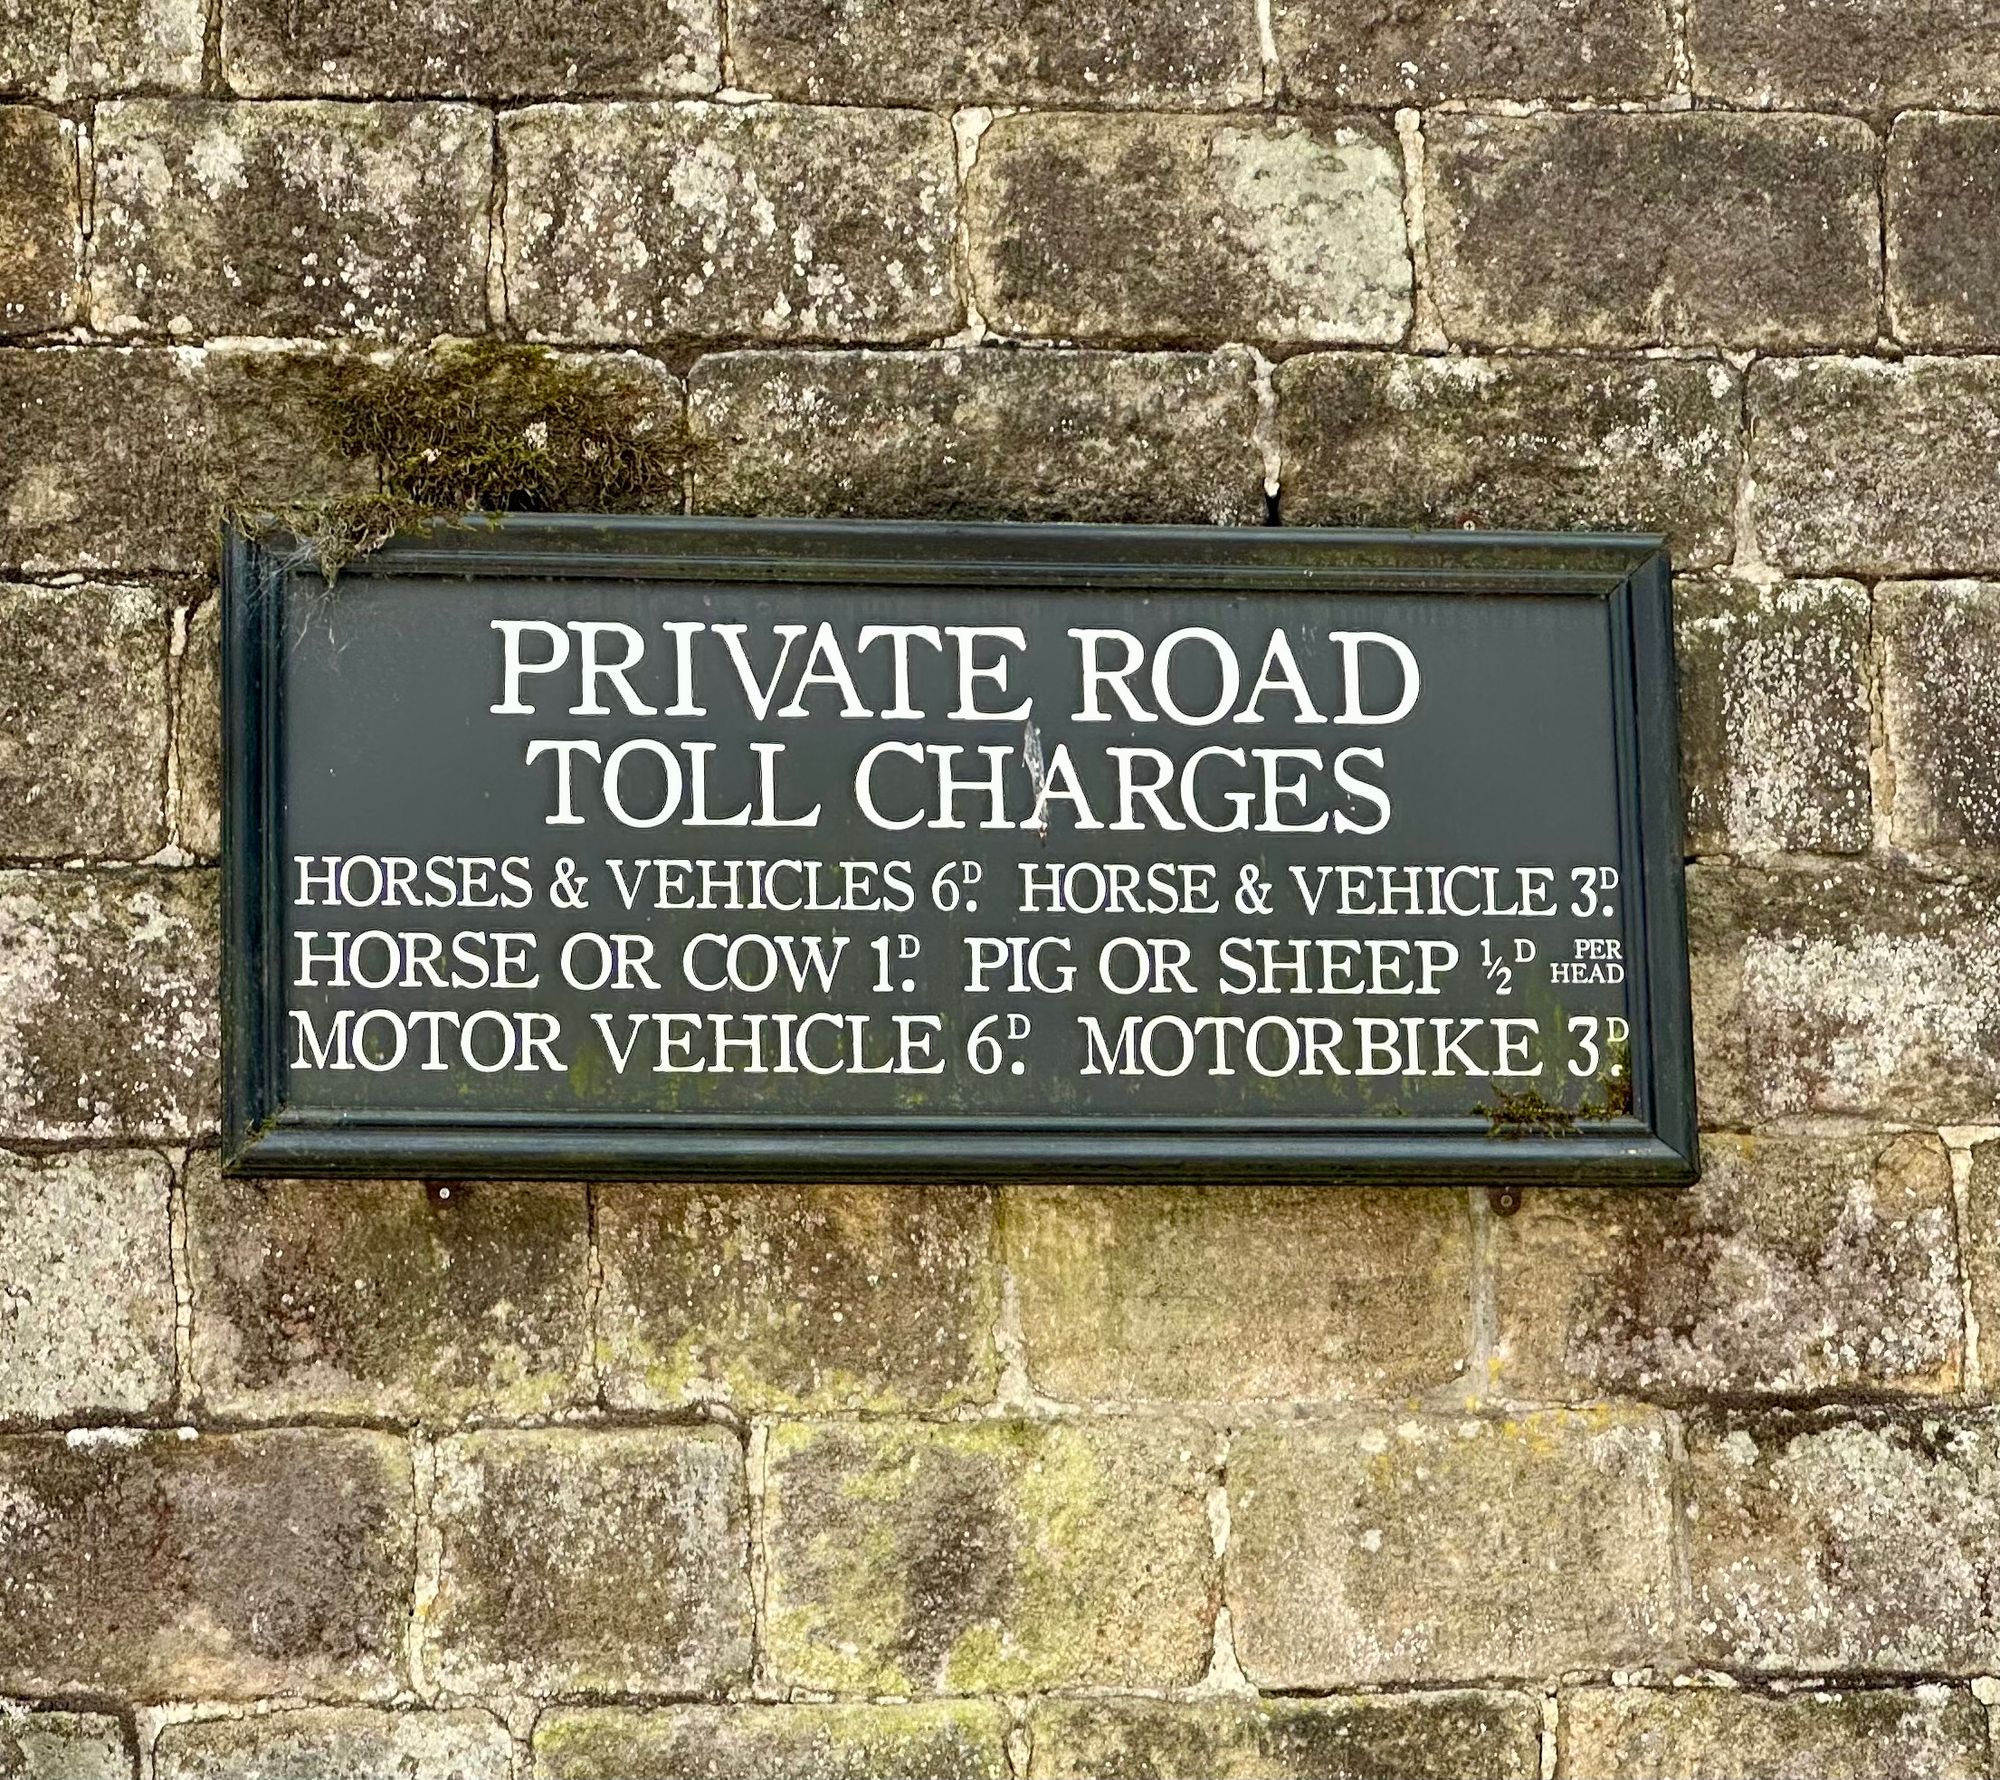 PRIVATE ROAD
TOLL CHARGES
HORSES & VEHICLES 6ᴰ. HORSE & VEHICLE 3ᴰ.
HORSE OR COW 1ᴰ. PIG OR SHEEP ½ᴰ PER HEAD
MOTOR VEHICLE 6ᴰ. MOTORBIKE 3ᴰ.